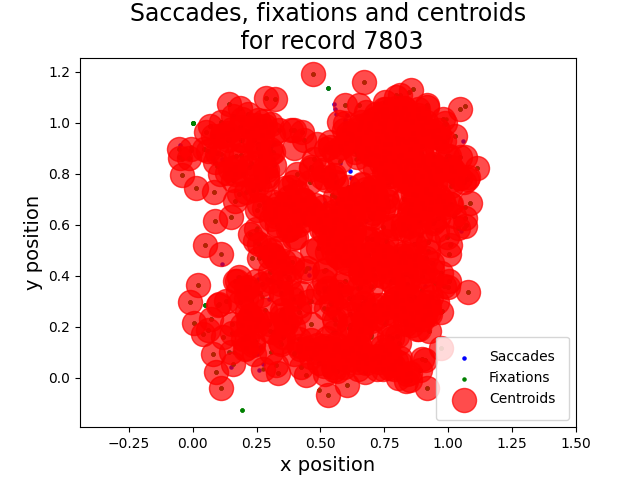 Saccades, fixations and centroids
for record 7803
1.2
1.0
0.8
0.6
0.4
0.2
0.0
y position
−0.25
0.00
0.25
0.50
0.75
1.00
1.25
1.50
x position
Saccades
Fixations
Centroids